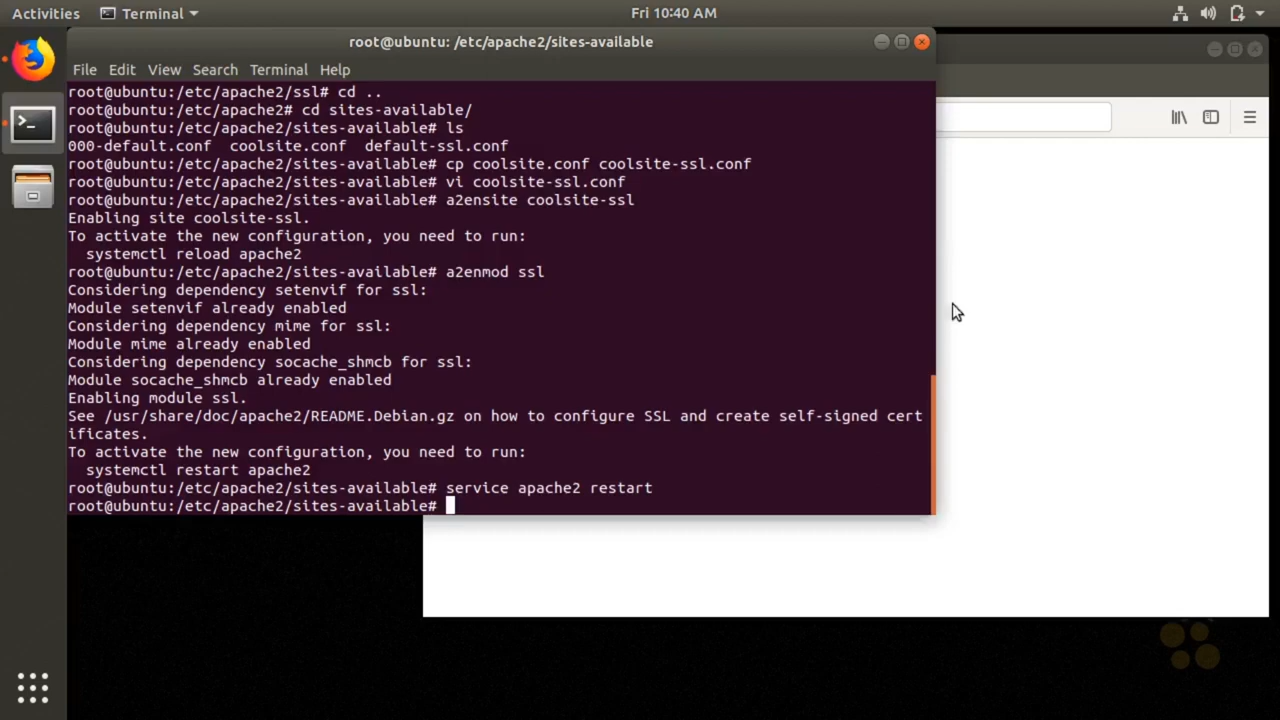 Activities
Terminal
Fri 10:40 AM
root@ubuntu: /etc/apache2/sites-available
File Edit View Search Terminal Help
root@ubuntu:/etc/apache2/ssl# cd ..
root@ubuntu:/etc/apache2# cd sites-available/
root@ubuntu:/etc/apache2/sites-available# ls
000-default.conf  coolsite.conf  default-ssl.conf
root@ubuntu:/etc/apache2/sites-available# cp coolsite.conf coolsite-ssl.conf
root@ubuntu:/etc/apache2/sites-available# vi coolsite-ssl.conf
root@ubuntu:/etc/apache2/sites-available# a2ensite coolsite-ssl
Enabling site coolsite-ssl.
To activate the new configuration, you need to run:
  systemctl reload apache2
root@ubuntu:/etc/apache2/sites-available# a2enmod ssl
Considering dependency setenvif for ssl:
Module setenvif already enabled
Considering dependency mime for ssl:
Module mime already enabled
Considering dependency socache_shmcb for ssl:
Module socache_shmcb already enabled
Enabling module ssl.
See /usr/share/doc/apache2/README.Debian.gz on how to configure SSL and create self-signed cert
ificates.
To activate the new configuration, you need to run:
  systemctl restart apache2
root@ubuntu:/etc/apache2/sites-available# service apache2 restart
root@ubuntu:/etc/apache2/sites-available#